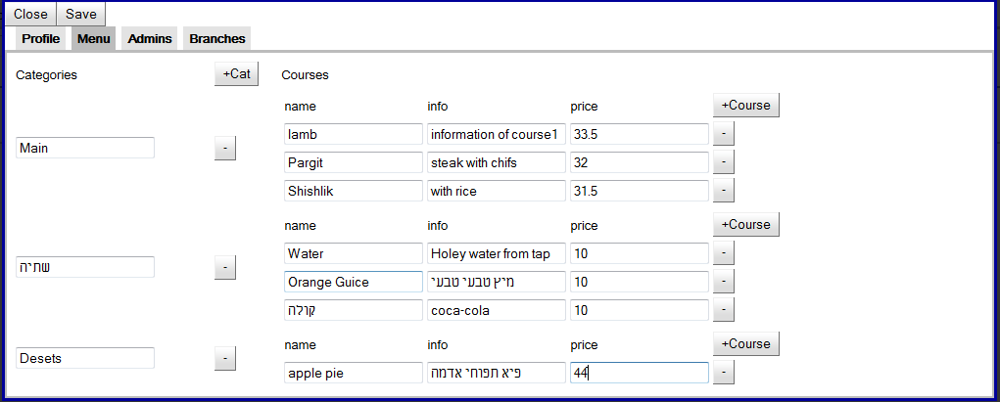 Close Save
Profile Menu Admins Branches
Categories +Cat Courses
name info price +Course
lamb information of course1 33.5 -
Main -
Pargit steak with chifs 32 -
Shishlik with rice 31.5 -
name info price +Course
Water Holey water from tap 10 -
שתיה -
Orange Guice מיץ טבעי טבעי 10 -
קולה coca-cola 10 -
name info price +Course
Desets -
apple pie פיא תפוחי אדמה 44 -